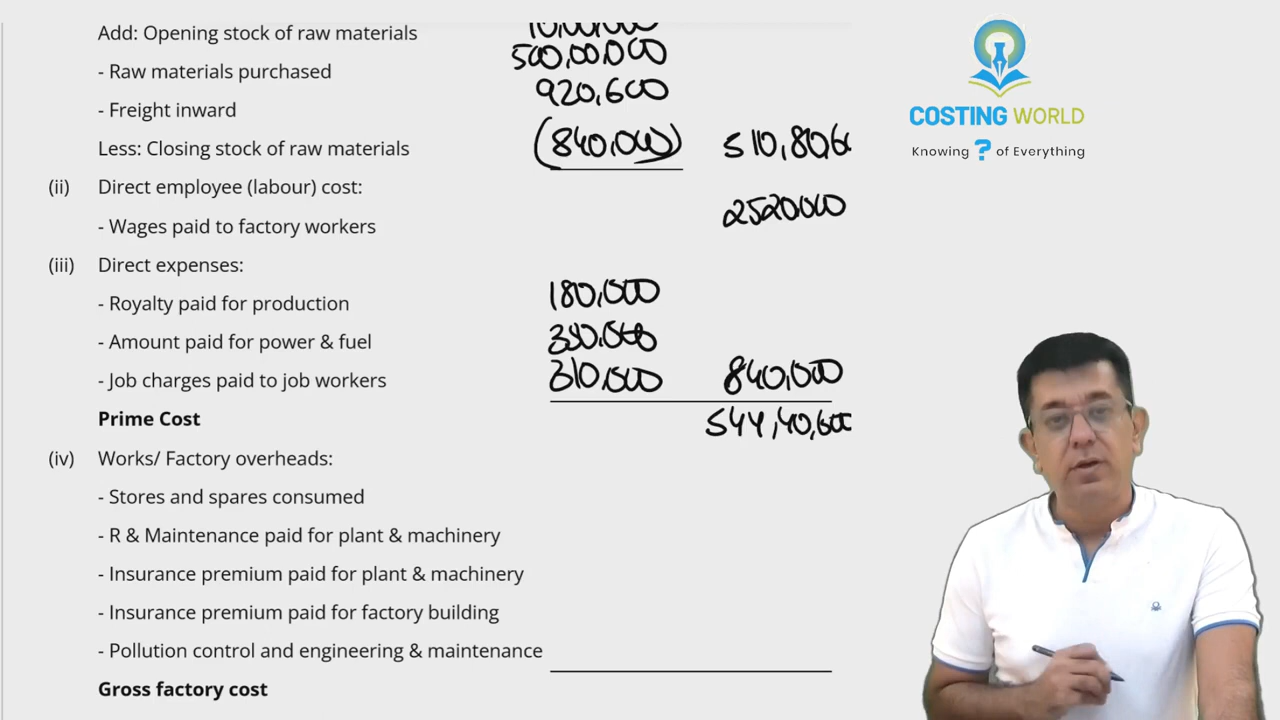 10,00,000
Add: Opening stock of raw materials 500,00,000
- Raw materials purchased 920,600
- Freight inward
Less: Closing stock of raw materials (840,000) 510,80,60
(ii) Direct employee (labour) cost:
- Wages paid to factory workers 2520000
(iii) Direct expenses:
- Royalty paid for production 180,000
- Amount paid for power & fuel 350,000
- Job charges paid to job workers 310,000 840,000
Prime Cost 544,40,600
(iv) Works/ Factory overheads:
- Stores and spares consumed
- R & Maintenance paid for plant & machinery
- Insurance premium paid for plant & machinery
- Insurance premium paid for factory building
- Pollution control and engineering & maintenance
Gross factory cost
COSTING WORLD
Knowing ? of Everything